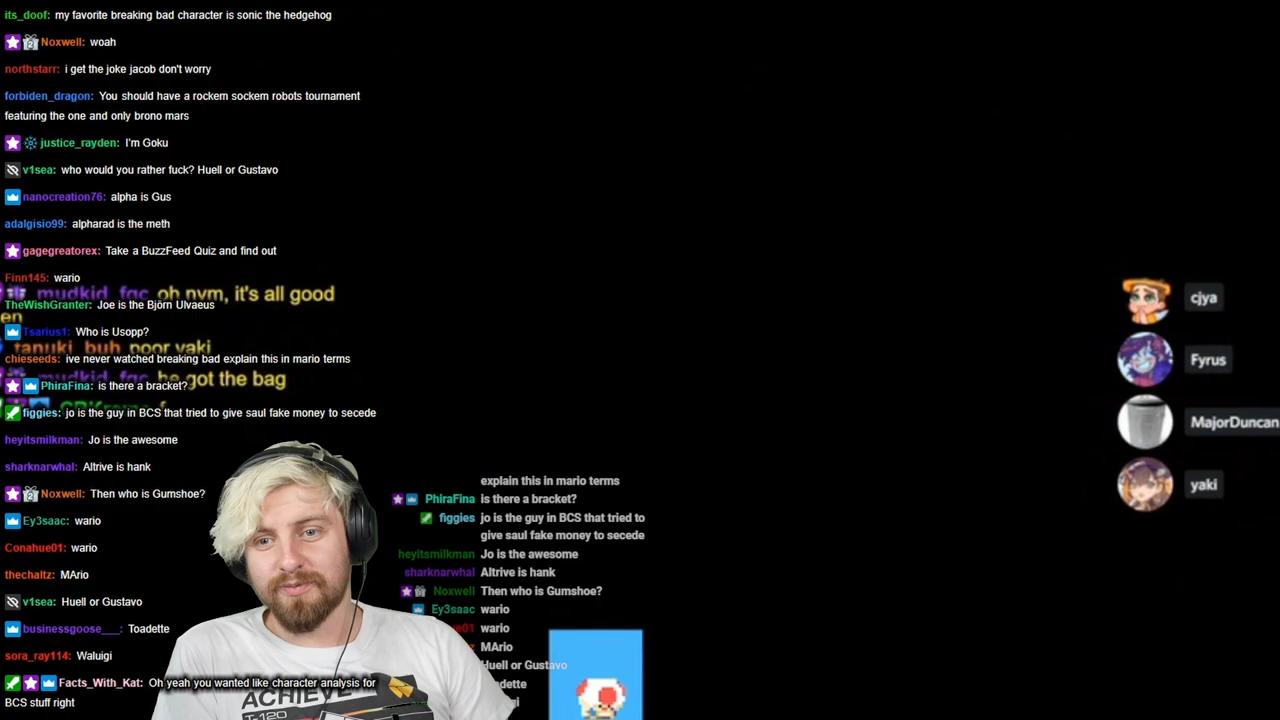 its_doof: my favorite breaking bad character is sonic the hedgehog
Noxwell: woah
northstarr: i get the joke jacob don't worry
forbiden_dragon: You should have a rockem sockem robots tournament
featuring the one and only brono mars
justice_rayden: I'm Goku
v1sea: who would you rather fuck? Huell or Gustavo
nanocreation76: alpha is Gus
adalgisio99: alpharad is the meth
gagegreatorex: Take a BuzzFeed Quiz and find out
Finn145: wario
mudkid_fgc oh nvm, it's all good
TheWishGranter: Joe is the Björn Ulvaeus
en
Tsarius1: Who is Usopp?
tanuki_buh poor yaki
chieseeds: ive never watched breaking bad explain this in mario terms
mudkid_fgc he got the bag
PhiraFina: is there a bracket?
figgies: jo is the guy in BCS that tried to give saul fake money to secede
heyitsmilkman: Jo is the awesome
sharknarwhal: Altrive is hank
Noxwell: Then who is Gumshoe?
Ey3saac: wario
Conahue01: wario
thechaltz: MArio
v1sea: Huell or Gustavo
businessgoose___: Toadette
sora_ray114: Waluigi
Facts_With_Kat: Oh yeah you wanted like character analysis for
BCS stuff right
ACHIEVE
T-120
explain this in mario terms
PhiraFina is there a bracket?
figgies jo is the guy in BCS that tried to
give saul fake money to secede
heyitsmilkman Jo is the awesome
sharknarwhal Altrive is hank
Noxwell Then who is Gumshoe?
Ey3saac wario
e01 wario
MArio
Huell or Gustavo
adette
cjya
Fyrus
MajorDuncan
yaki